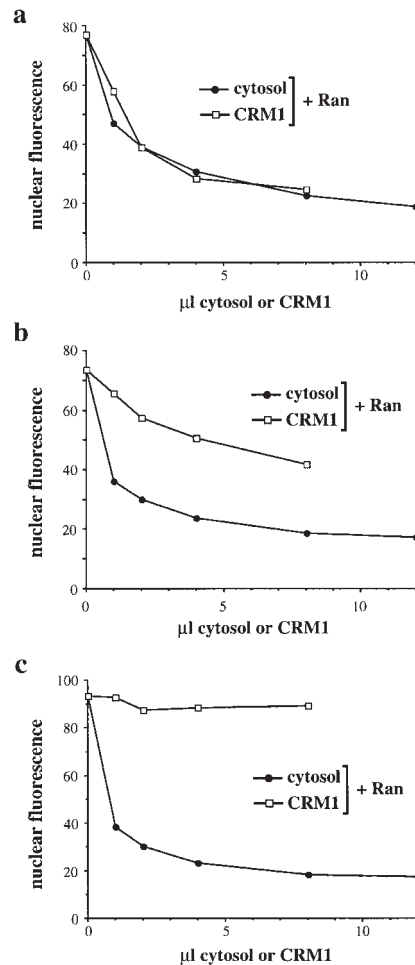 a
80
60
40
20
0
nuclear fluorescence
cytosol
CRM1
+ Ran
0
5
10
µl cytosol or CRM1
b
80
60
40
20
0
nuclear fluorescence
cytosol
CRM1
+ Ran
0
5
10
µl cytosol or CRM1
c
100
80
60
40
20
0
nuclear fluorescence
cytosol
CRM1
+ Ran
0
5
10
µl cytosol or CRM1